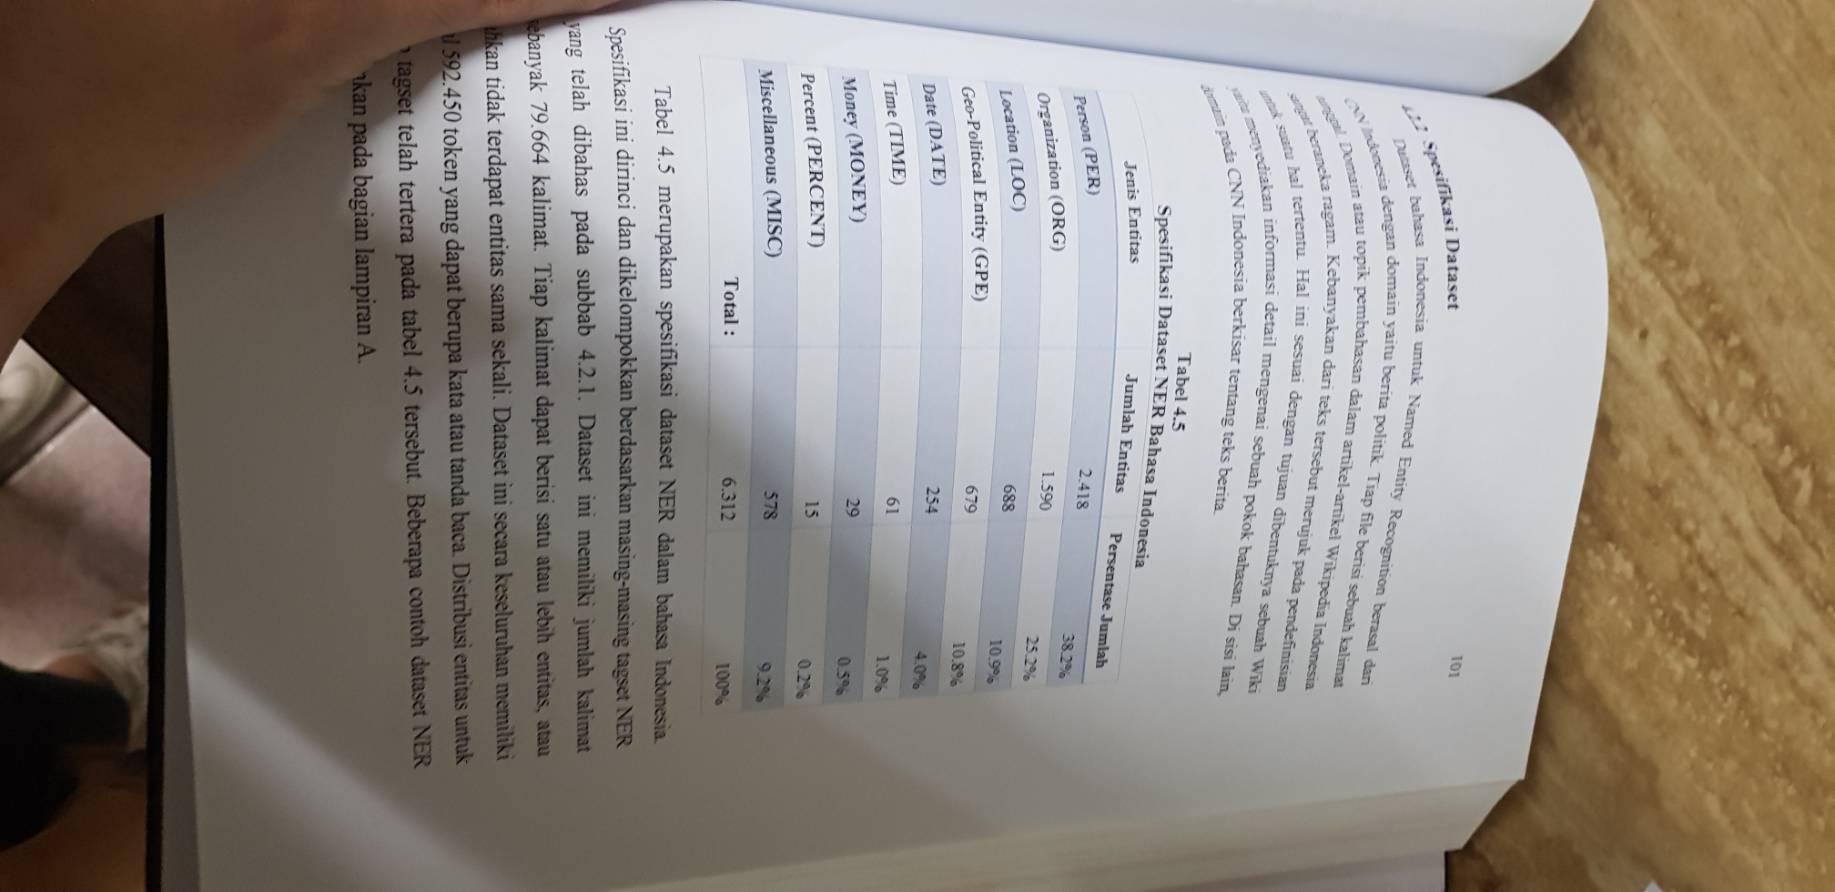 101
4.2.2 Spesifikasi Dataset
Dataset bahasa Indonesia untuk Named Entity Recognition berasal dari
CNN Indonesia dengan domain yaitu berita politik. Tiap file berisi sebuah kalimat
tunggal. Domain atau topik pembahasan dalam artikel-artikel Wikipedia Indonesia
sangat beraneka ragam. Kebanyakan dari teks tersebut merujuk pada pendefinisian
untuk suatu hal tertentu. Hal ini sesuai dengan tujuan dibentuknya sebuah Wiki
yaitu menyediakan informasi detail mengenai sebuah pokok bahasan. Di sisi lain,
domain pada CNN Indonesia berkisar tentang teks berita.
Tabel 4.5
Spesifikasi Dataset NER Bahasa Indonesia
Jenis Entitas Jumlah Entitas Persentase Jumlah
Person (PER) 2.418 38.2%
Organization (ORG) 1.590 25.2%
Location (LOC) 688 10.9%
Geo-Political Entity (GPE) 679 10.8%
Date (DATE) 254 4.0%
Time (TIME) 61 1.0%
Money (MONEY) 29 0.5%
Percent (PERCENT) 15 0.2%
Miscellaneous (MISC) 578 9.2%
Total : 6.312 100%
Tabel 4.5 merupakan spesifikasi dataset NER dalam bahasa Indonesia.
Spesifikasi ini dirinci dan dikelompokkan berdasarkan masing-masing tagset NER
yang telah dibahas pada subbab 4.2.1. Dataset ini memiliki jumlah kalimat
sebanyak 79.664 kalimat. Tiap kalimat dapat berisi satu atau lebih entitas, atau
tidak terdapat entitas sama sekali. Dataset ini secara keseluruhan memiliki
592.450 token yang dapat berupa kata atau tanda baca. Distribusi entitas untuk
tagset telah tertera pada tabel 4.5 tersebut. Beberapa contoh dataset NER
pada bagian lampiran A.